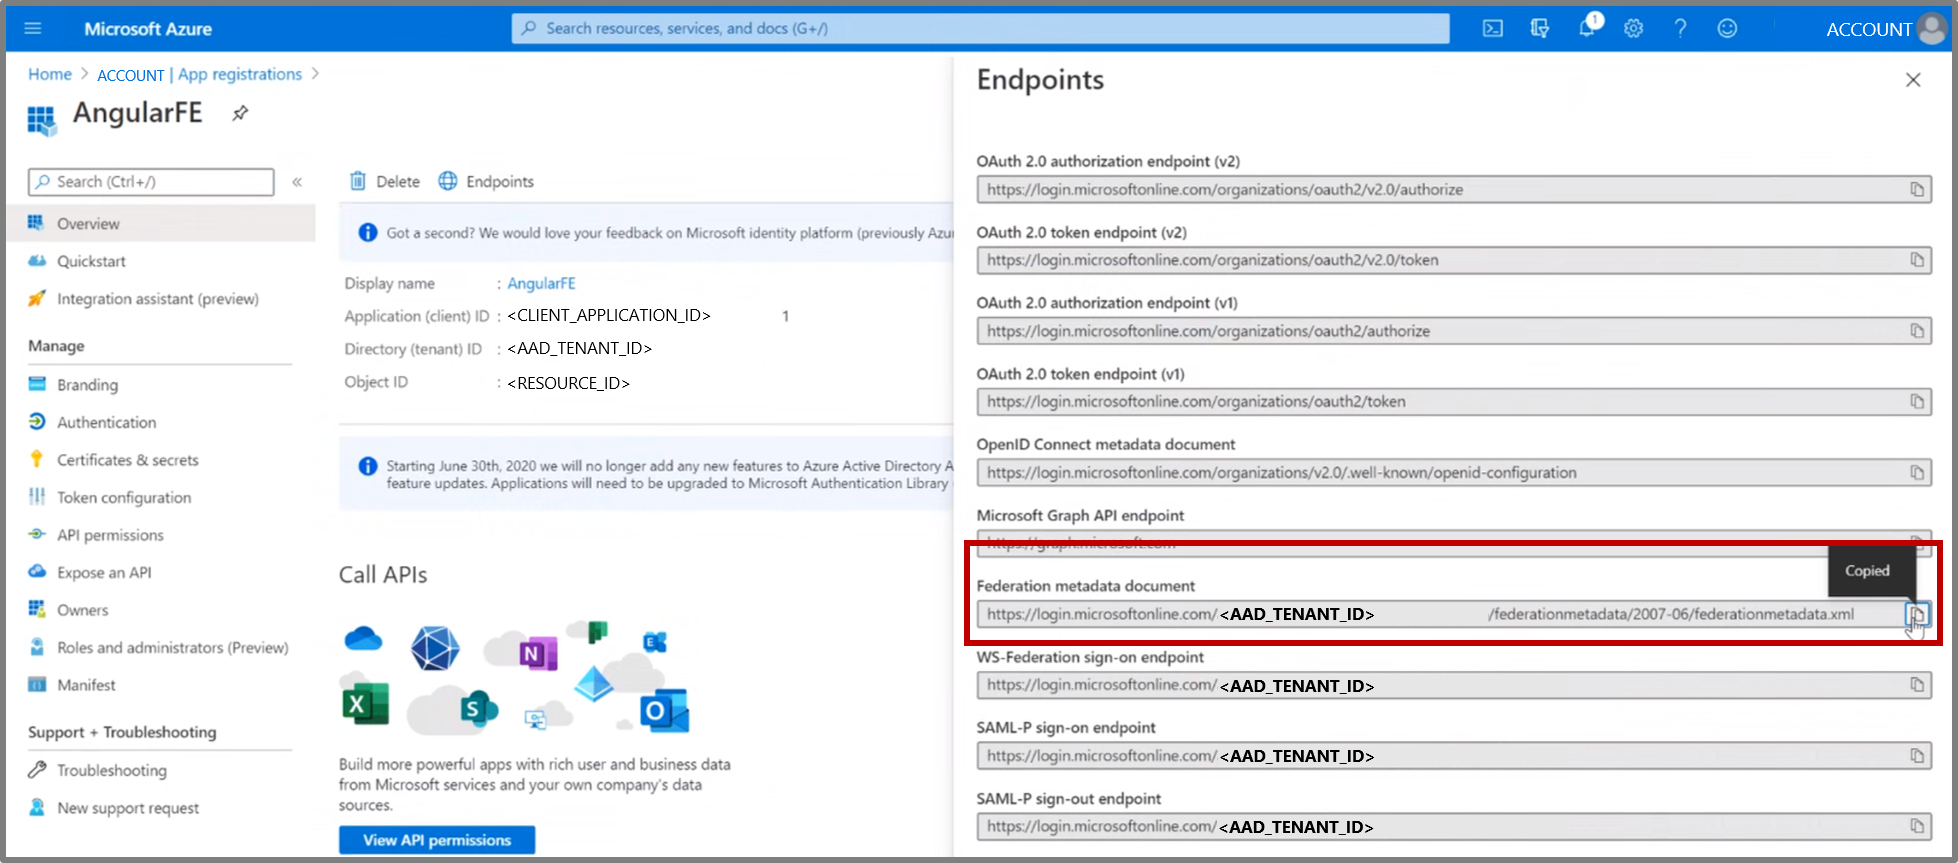 Microsoft Azure
Search resources, services, and docs (G+/)
1
ACCOUNT
Home > ACCOUNT | App registrations >
AngularFE
Search (Ctrl+/)
«
Overview
Quickstart
Integration assistant (preview)
Manage
Branding
Authentication
Certificates & secrets
Token configuration
API permissions
Expose an API
Owners
Roles and administrators (Preview)
Manifest
Support + Troubleshooting
Troubleshooting
New support request
Delete
Endpoints
Got a second? We would love your feedback on Microsoft identity platform (previously Azu
Display name : AngularFE
Application (client) ID : <CLIENT_APPLICATION_ID> 1
Directory (tenant) ID : <AAD_TENANT_ID>
Object ID : <RESOURCE_ID>
Starting June 30th, 2020 we will no longer add any new features to Azure Active Directory A
feature updates. Applications will need to be upgraded to Microsoft Authentication Library
Call APIs
N
E
X
S
O
Build more powerful apps with rich user and business data
from Microsoft services and your own company's data
sources.
View API permissions
Endpoints
OAuth 2.0 authorization endpoint (v2)
https://login.microsoftonline.com/organizations/oauth2/v2.0/authorize
OAuth 2.0 token endpoint (v2)
https://login.microsoftonline.com/organizations/oauth2/v2.0/token
OAuth 2.0 authorization endpoint (v1)
https://login.microsoftonline.com/organizations/oauth2/authorize
OAuth 2.0 token endpoint (v1)
https://login.microsoftonline.com/organizations/oauth2/token
OpenID Connect metadata document
https://login.microsoftonline.com/organizations/v2.0/.well-known/openid-configuration
Microsoft Graph API endpoint
https://graph.microsoft.com
Copied
Federation metadata document
https://login.microsoftonline.com/<AAD_TENANT_ID> /federationmetadata/2007-06/federationmetadata.xml
WS-Federation sign-on endpoint
https://login.microsoftonline.com/<AAD_TENANT_ID>
SAML-P sign-on endpoint
https://login.microsoftonline.com/<AAD_TENANT_ID>
SAML-P sign-out endpoint
https://login.microsoftonline.com/<AAD_TENANT_ID>